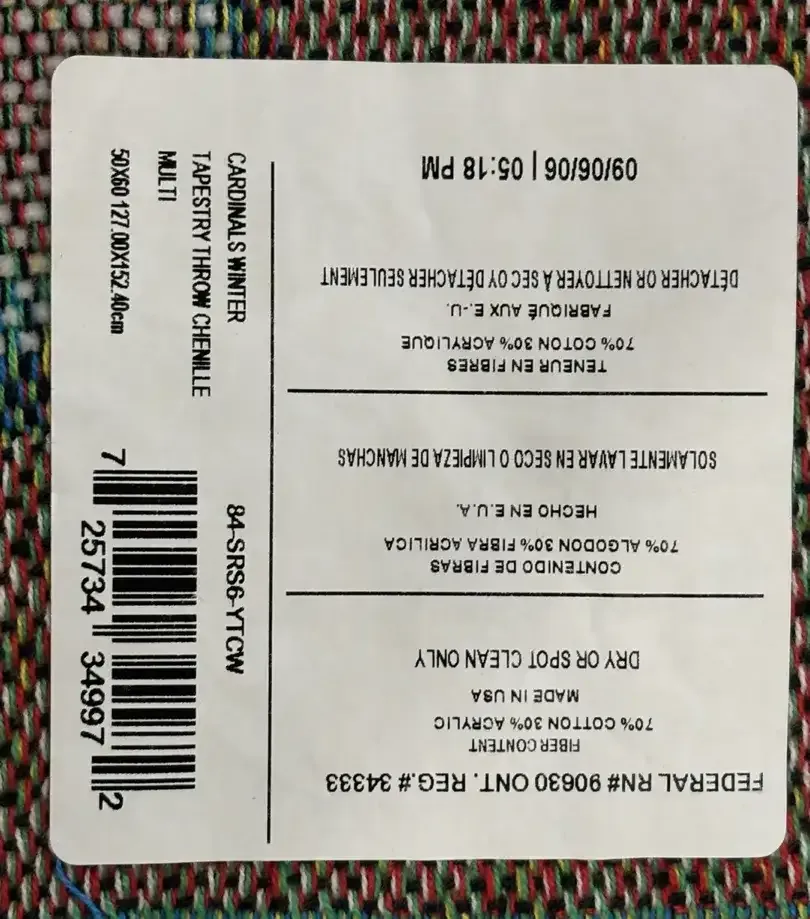 FEDERAL RN# 90630 ONT. REG.# 34333
FIBER CONTENT
70% COTTON 30% ACRYLIC
MADE IN USA
DRY OR SPOT CLEAN ONLY
CONTENIDO DE FIBRAS
70% ALGODON 30% FIBRA ACRILICA
HECHO EN E.U.A.
SOLAMENTE LAVAR EN SECO O LIMPIEZA DE MANCHAS
TENEUR EN FIBRES
70% COTON 30% ACRYLIQUE
FABRIQUÉ AUX E.-U.
DÉTACHER OR NETTOYER À SEC OY DÉTACHER SEULEMENT
09/06/06 | 05:18 PM
CARDINALS WINTER
TAPESTRY THROW CHENILLE
MULTI
50X60 127.00X152.40cm
84-SRS6-YTCW
7 25734 34997 2